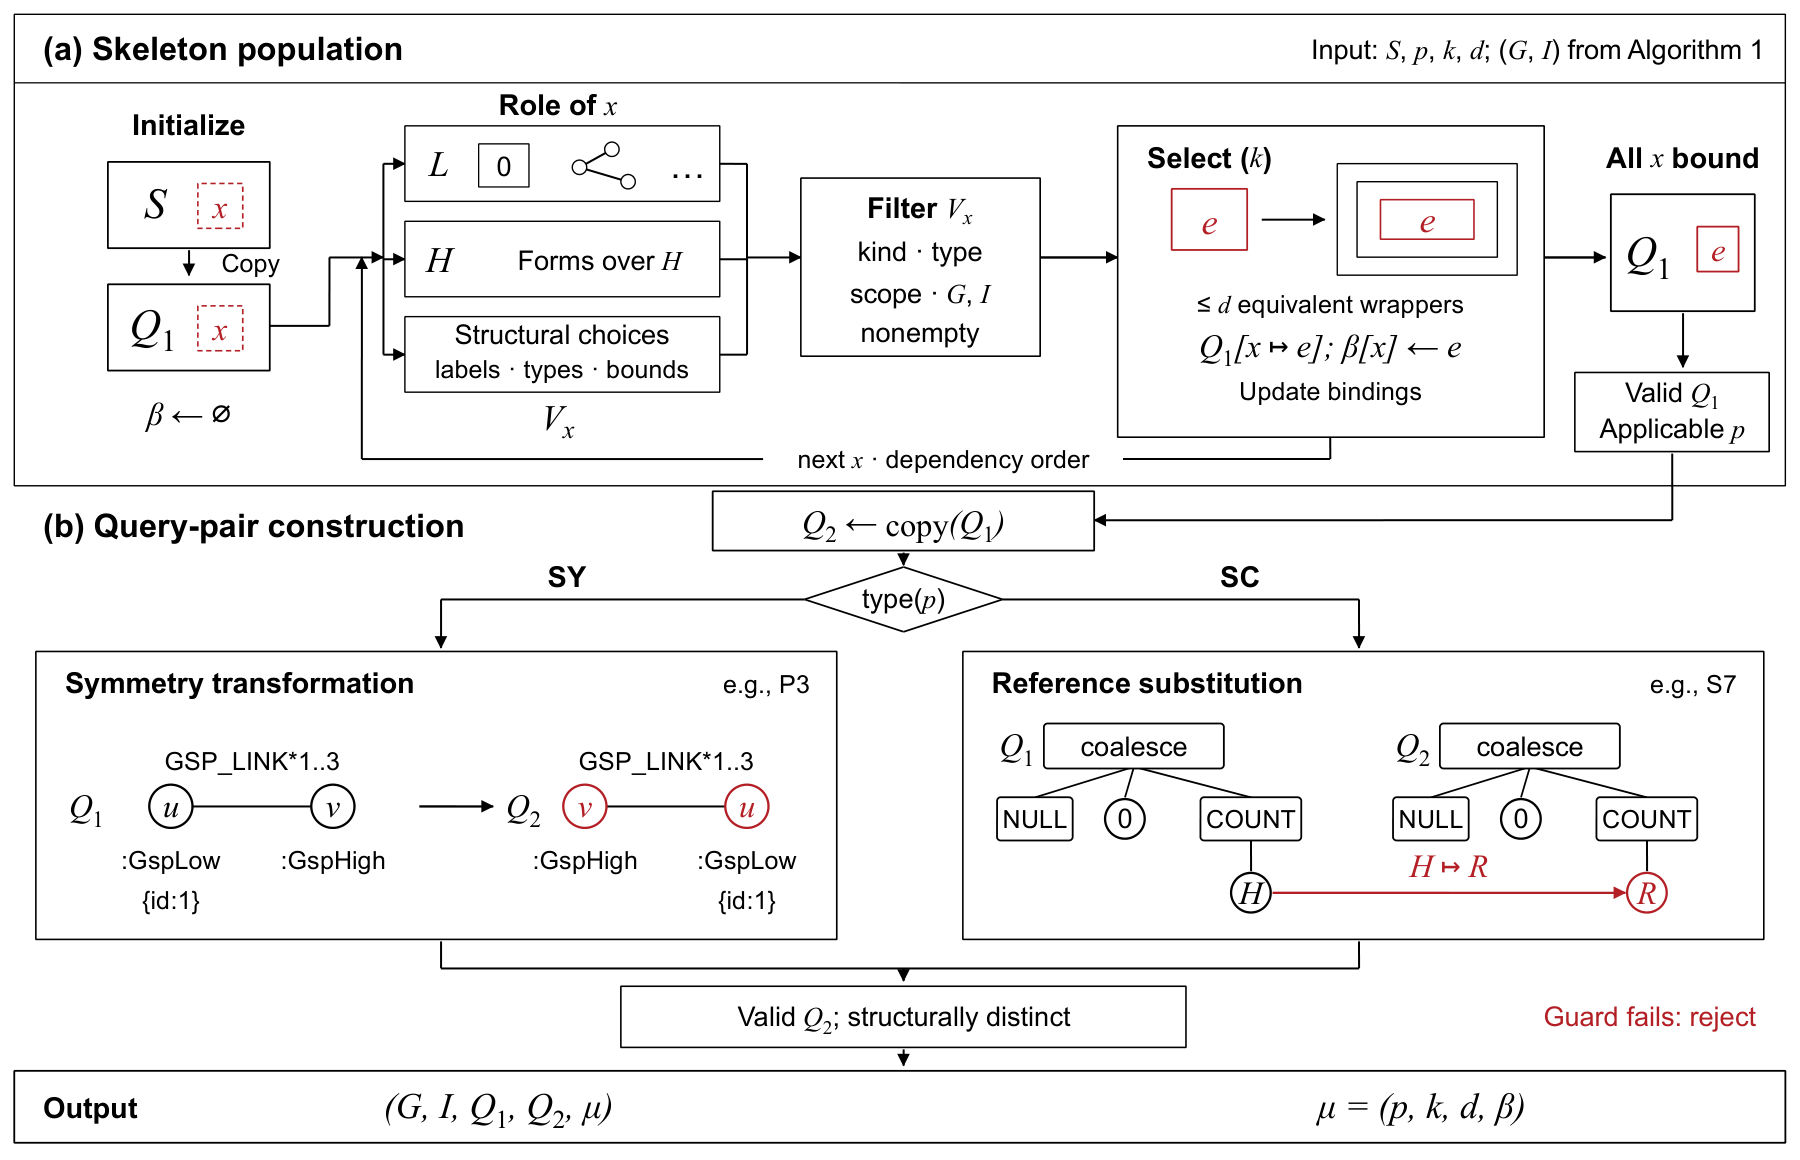 (a) Skeleton population
Input: S, p, k, d; (G, I) from Algorithm 1
Initialize
S x
Copy
Q₁ x
β ← ∅
Role of x
L 0 …
H Forms over H
Structural choices
labels · types · bounds
Vₓ
Filter Vₓ
kind · type
scope · G, I
nonempty
Select (k)
e e
≤ d equivalent wrappers
Q₁[x ↦ e]; β[x] ← e
Update bindings
next x · dependency order
All x bound
Q₁ e
Valid Q₁
Applicable p
(b) Query-pair construction
Q₂ ← copy(Q₁)
type(p)
SY
SC
Symmetry transformation
e.g., P3
GSP_LINK*1..3
Q₁ u v
:GspLow :GspHigh
{id:1}
GSP_LINK*1..3
Q₂ v u
:GspHigh :GspLow
{id:1}
Reference substitution
e.g., S7
Q₁ coalesce
NULL 0 COUNT
H
H ↦ R
Q₂ coalesce
NULL 0 COUNT
R
Valid Q₂; structurally distinct
Guard fails: reject
Output
(G, I, Q₁, Q₂, μ)
μ = (p, k, d, β)